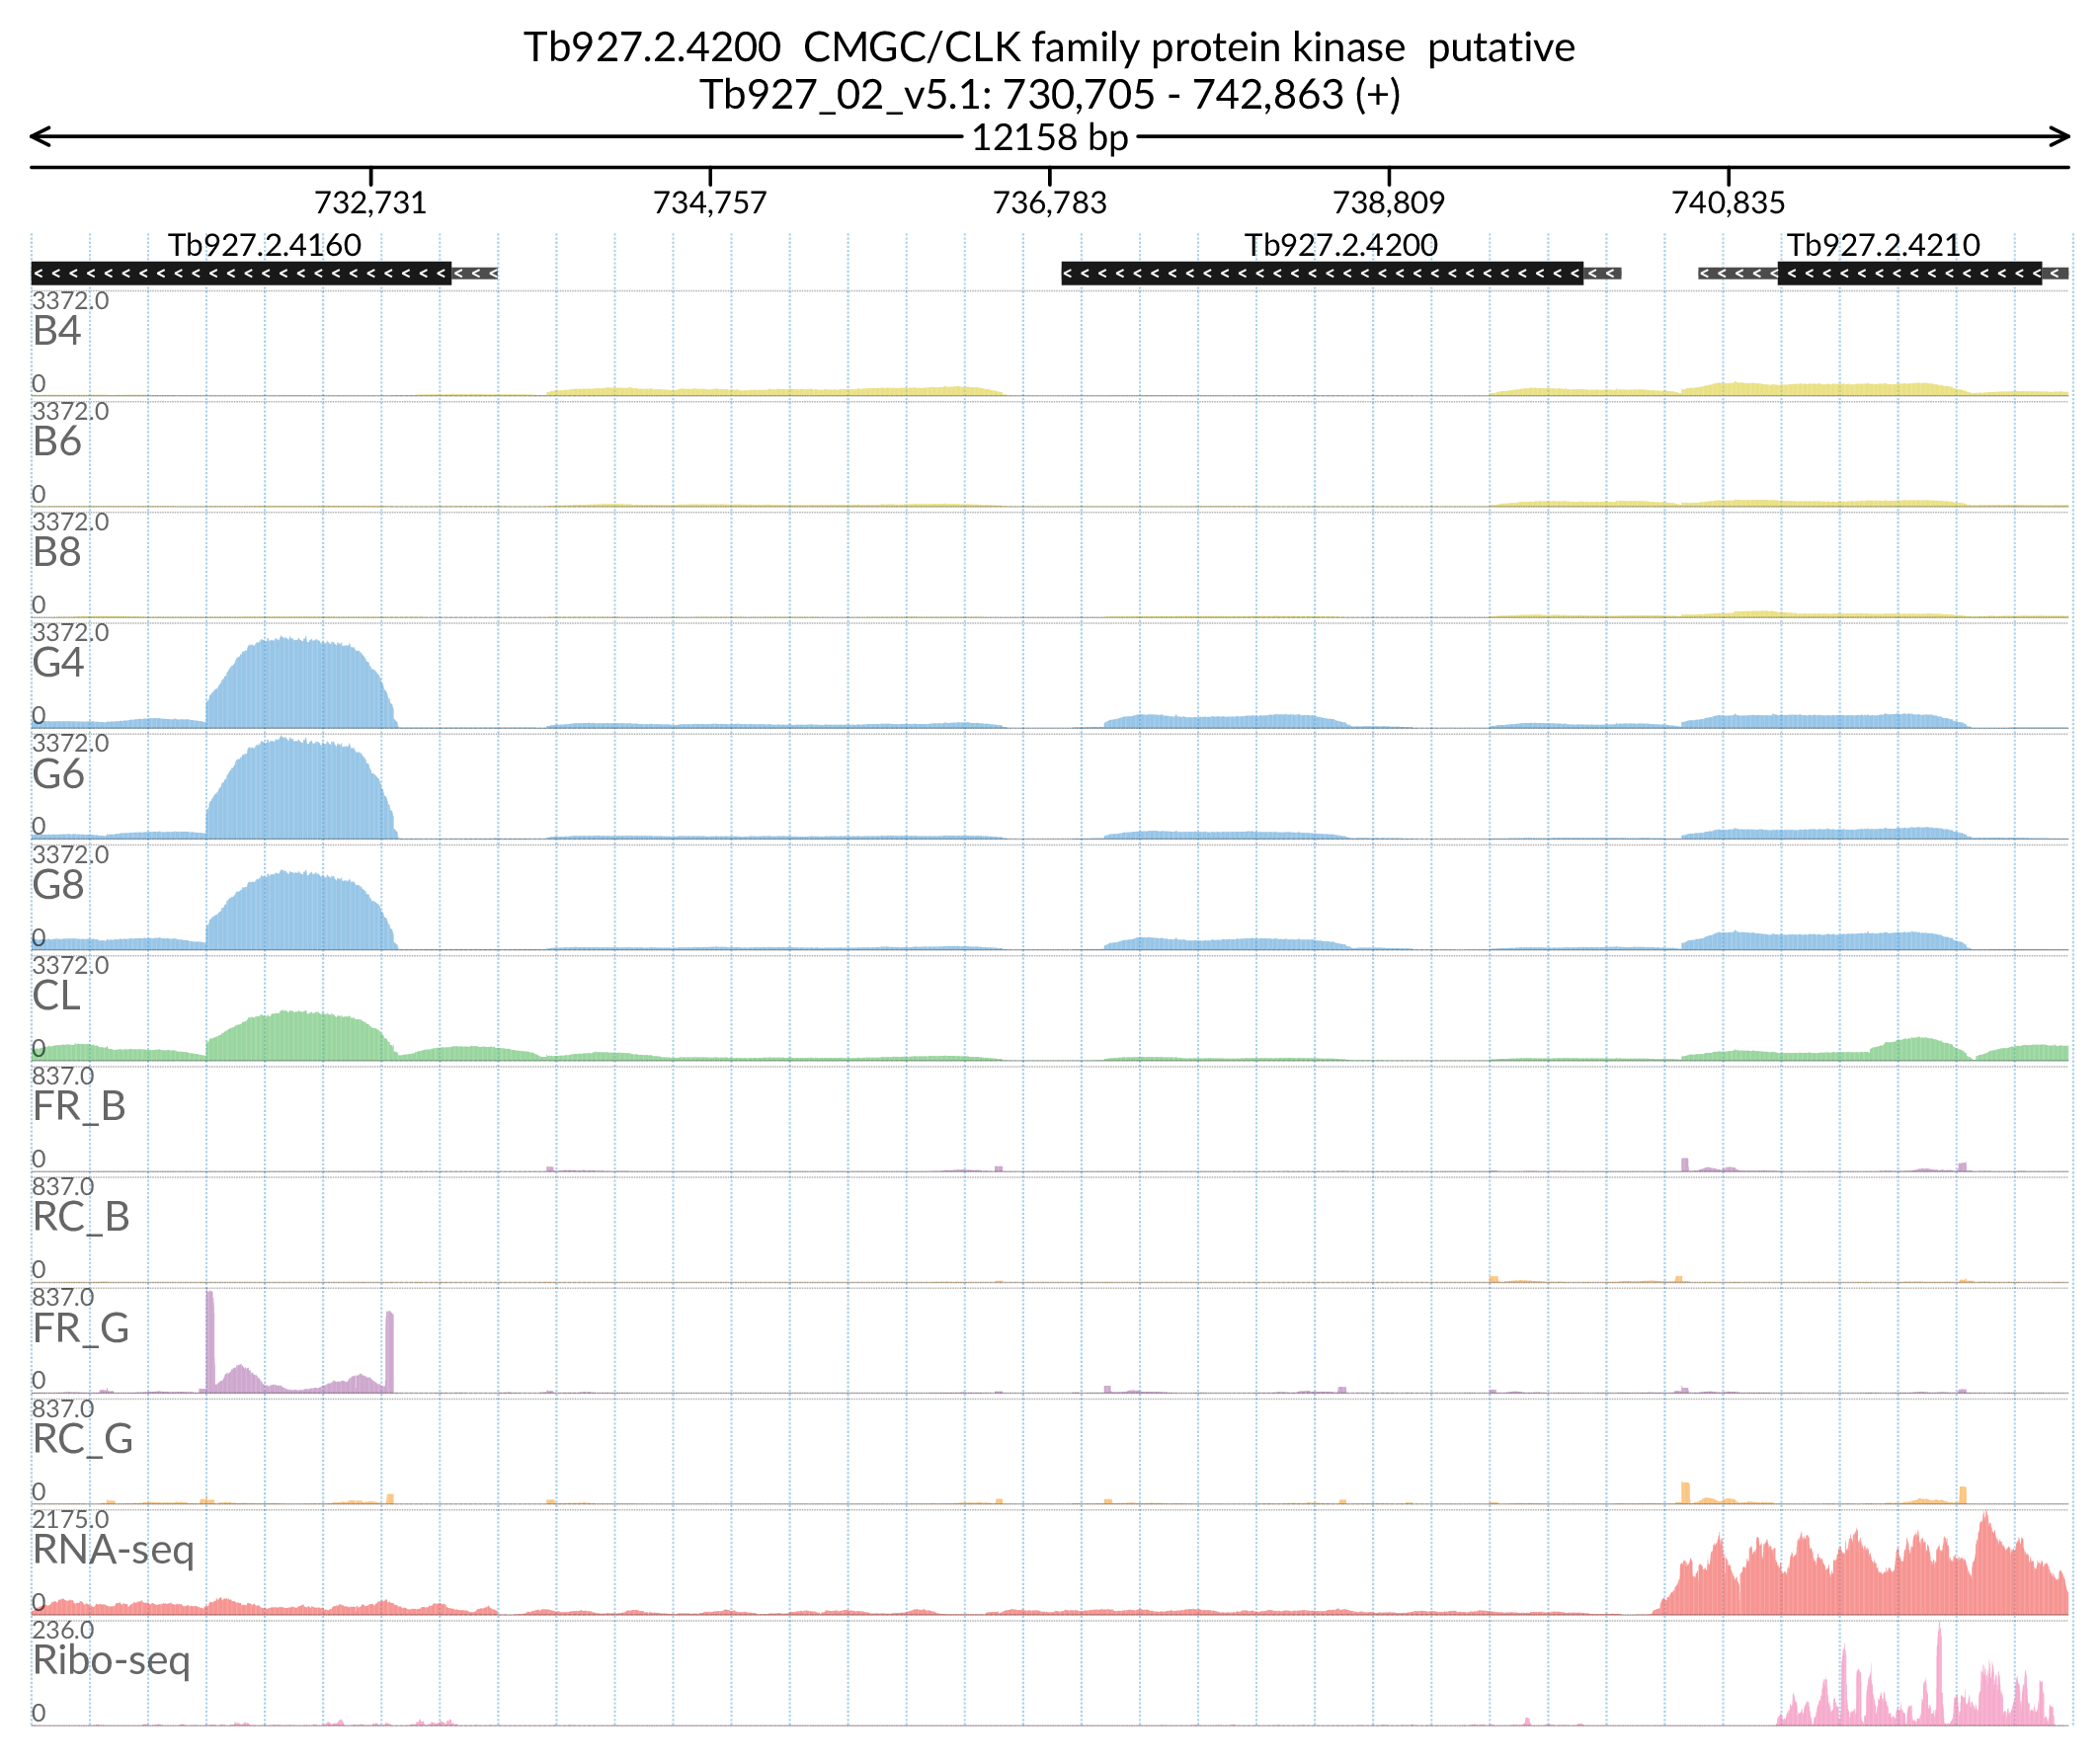 Tb927.2.4200 CMGC/CLK family protein kinase putative
Tb927_02_v5.1: 730,705 - 742,863 (+)
12158 bp
732,731 734,757 736,783 738,809 740,835
Tb927.2.4160 Tb927.2.4200 Tb927.2.4210
3372.0
B4
0
3372.0
B6
0
3372.0
B8
0
3372.0
G4
0
3372.0
G6
0
3372.0
G8
0
3372.0
CL
0
837.0
FR_B
0
837.0
RC_B
0
837.0
FR_G
0
837.0
RC_G
0
2175.0
RNA-seq
0
236.0
Ribo-seq
0